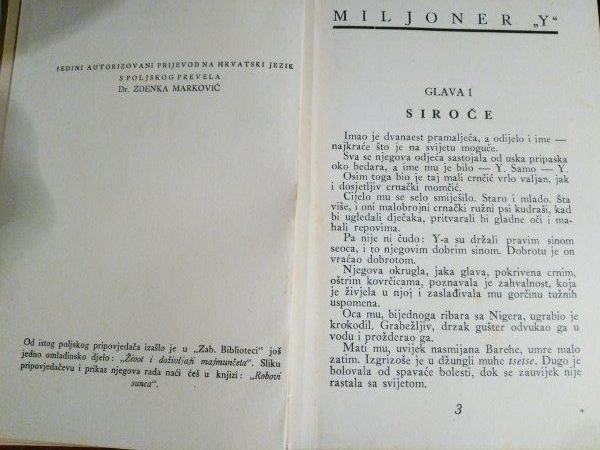 JEDINI AUTORIZOVANI PRIJEVOD NA HRVATSKI JEZIK
S POLJSKOG PREVELA
Dr. ZDENKA MARKOVIĆ
Od istog poljskog pripovjedača izašlo je u „Zab. Biblioteci“ još
jedno omladinsko djelo: „Život i doživljaji majmunčeta“. Sliku
pripovjedačevu i prikaz njegova rada naći ćeš u knjizi: „Robovi
sunca“.
MILJONER „Y“
GLAVA I
SIROČE
Imao je dvanaest pramaljeća, a odijelo i ime —
najkraće što je na svijetu moguće.
Sva se njegova odjeća sastojala od uska pripaska
oko bedara, a ime mu je bilo — Y. Samo — Y.
Osim toga bio je taj mali crnčić vrlo valjan, jak
i dosjetljiv crnački momčić.
Cijelo mu se selo smiješilo. Staro i mlado. Šta
više, i oni malobrojni crnački ružni psi kudraši, kad
bi ugledali dječaka, pritvarali bi gladne oči i ma-
hali repovima.
Pa nije ni čudo: Y-a su držali pravim sinom
seoca, i to njegovim dobrim sinom. Dobrotu je on
vraćao dobrotom.
Njegova okrugla, jaka glava, pokrivena crnim,
oštrim kovrčicama, poznavala je zahvalnost, koja
je živjela u njoj i zaslađivala mu gorčinu tužnih
uspomena.
Oca mu, bijednoga ribara sa Nigera, ugrabio je
krokodil. Grabežljiv, drzak gušter odvukao ga u
vodu i prožderao ga.
Mati mu, uvijek nasmijana Barehe, umre malo
zatim. Izgrizoše je u džungli muhe tsetse. Dugo je
bolovala od spavaće bolesti, dok se zauvijek nije
rastala sa svijetom.
3